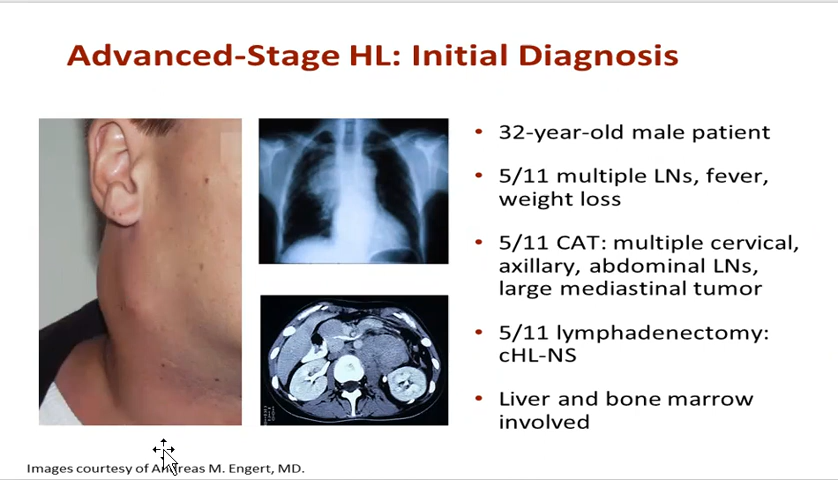 Advanced-Stage HL: Initial Diagnosis
• 32-year-old male patient
• 5/11 multiple LNs, fever,
weight loss
• 5/11 CAT: multiple cervical,
axillary, abdominal LNs,
large mediastinal tumor
• 5/11 lymphadenectomy:
cHL-NS
• Liver and bone marrow
involved
Images courtesy of Andreas M. Engert, MD.